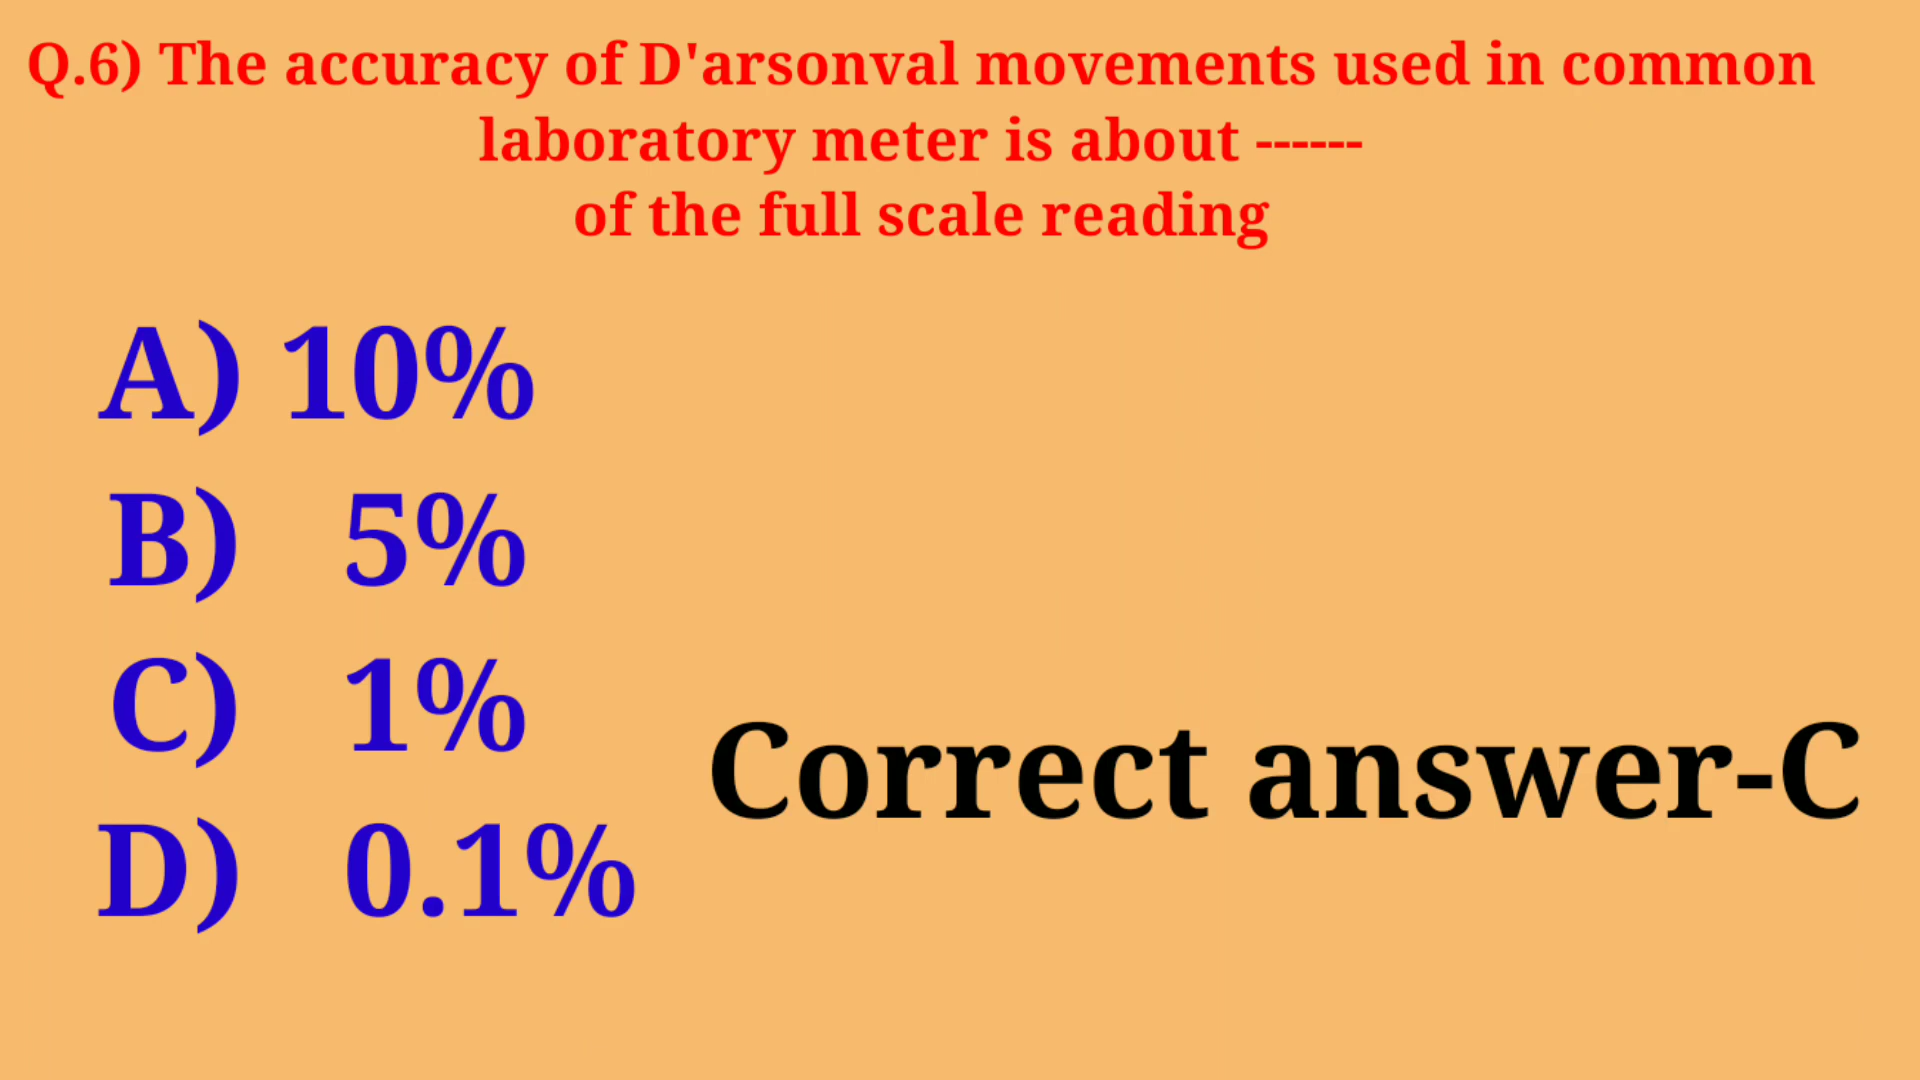 Q.6) The accuracy of D'arsonval movements used in common
laboratory meter is about ------
of the full scale reading
A) 10%
B) 5%
C) 1%
D) 0.1%
Correct answer-C